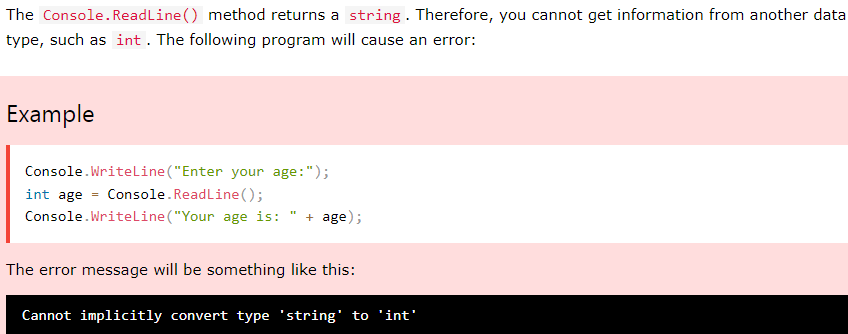 The Console.ReadLine() method returns a string. Therefore, you cannot get information from another data
type, such as int. The following program will cause an error:
Example
Console.WriteLine("Enter your age:");
int age = Console.ReadLine();
Console.WriteLine("Your age is: " + age);
The error message will be something like this:
Cannot implicitly convert type 'string' to 'int'